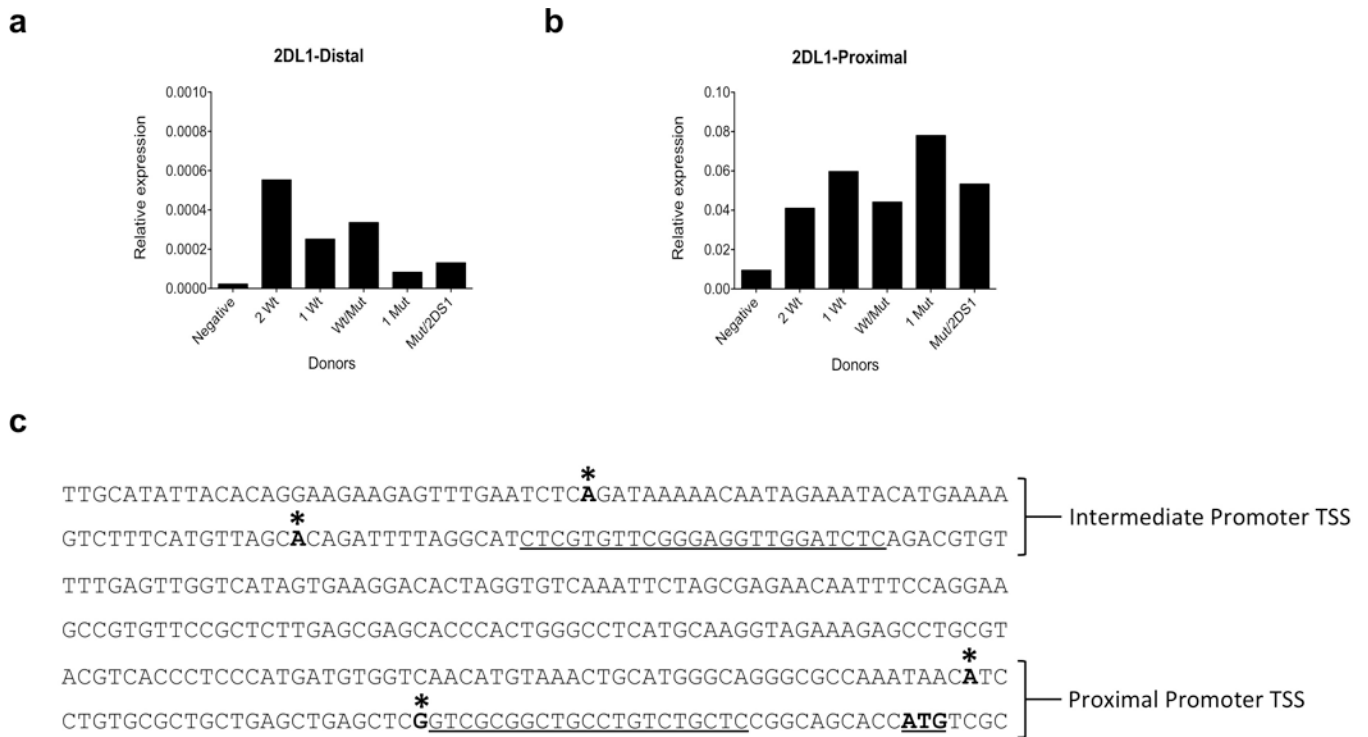 a
2DL1-Distal
0.0010
0.0008
0.0006
0.0004
0.0002
0.0000
Relative expression
Negative
2 Wt
1 Wt
Wt/Mut
1 Mut
Mut/2DS1
Donors
b
2DL1-Proximal
0.10
0.08
0.06
0.04
0.02
0.00
Relative expression
Negative
2 Wt
1 Wt
Wt/Mut
1 Mut
Mut/2DS1
Donors
c
*
TTGCATATTACACAGGAAGAAGAGTTTGAATCTCAGATAAAAACAATAGAAATACATGAAAA
*
GTCTTTCATGTTAGCACAGATTTTAGGCATCTCGTGTTCGGGAGGTTGGATCTCAGACGTGT
Intermediate Promoter TSS
TTTGAGTTGGTCATAGTGAAGGACACTAGGTGTCAAATTCTAGCGAGAACAATTTCCAGGAA
GCCGTGTTCCGCTCTTGAGCGAGCACCCACTGGGCCTCATGCAAGGTAGAAAGAGCCTGCGT
*
ACGTCACCCTCCCATGATGTGGTCAACATGTAAACTGCATGGGCAGGGCGCCAAATAACATC
*
CTGTGCGCTGCTGAGCTGAGCTCGGTCGCGGCTGCCTGTCTGCTCCGGCAGCACCATGTCGC
Proximal Promoter TSS